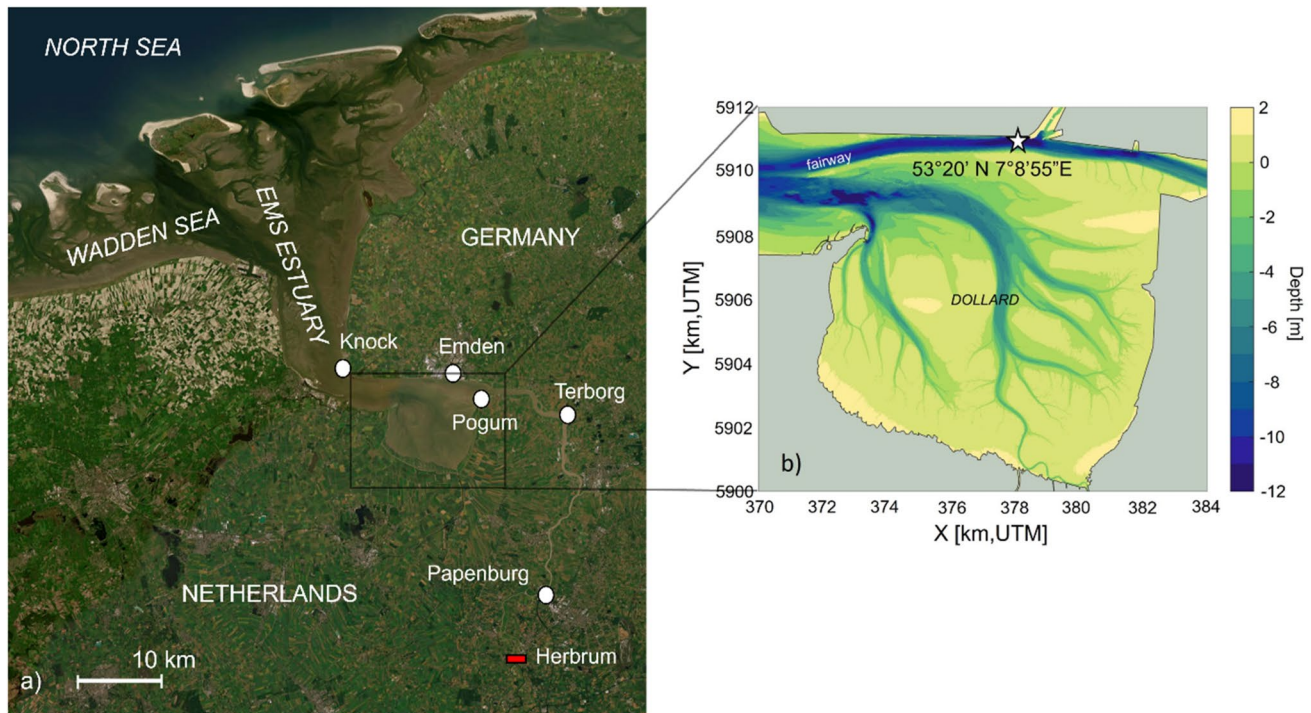 NORTH SEA
WADDEN SEA
EMS ESTUARY
GERMANY
Knock
Emden
Terborg
Pogum
NETHERLANDS
Papenburg
Herbrum
10 km
a)
5912
5910
5908
5906
5904
5902
5900
Y [km,UTM]
fairway
53°20' N 7°8'55"E
DOLLARD
b)
370
372
374
376
378
380
382
384
X [km,UTM]
2
0
-2
-4
-6
-8
-10
-12
Depth [m]